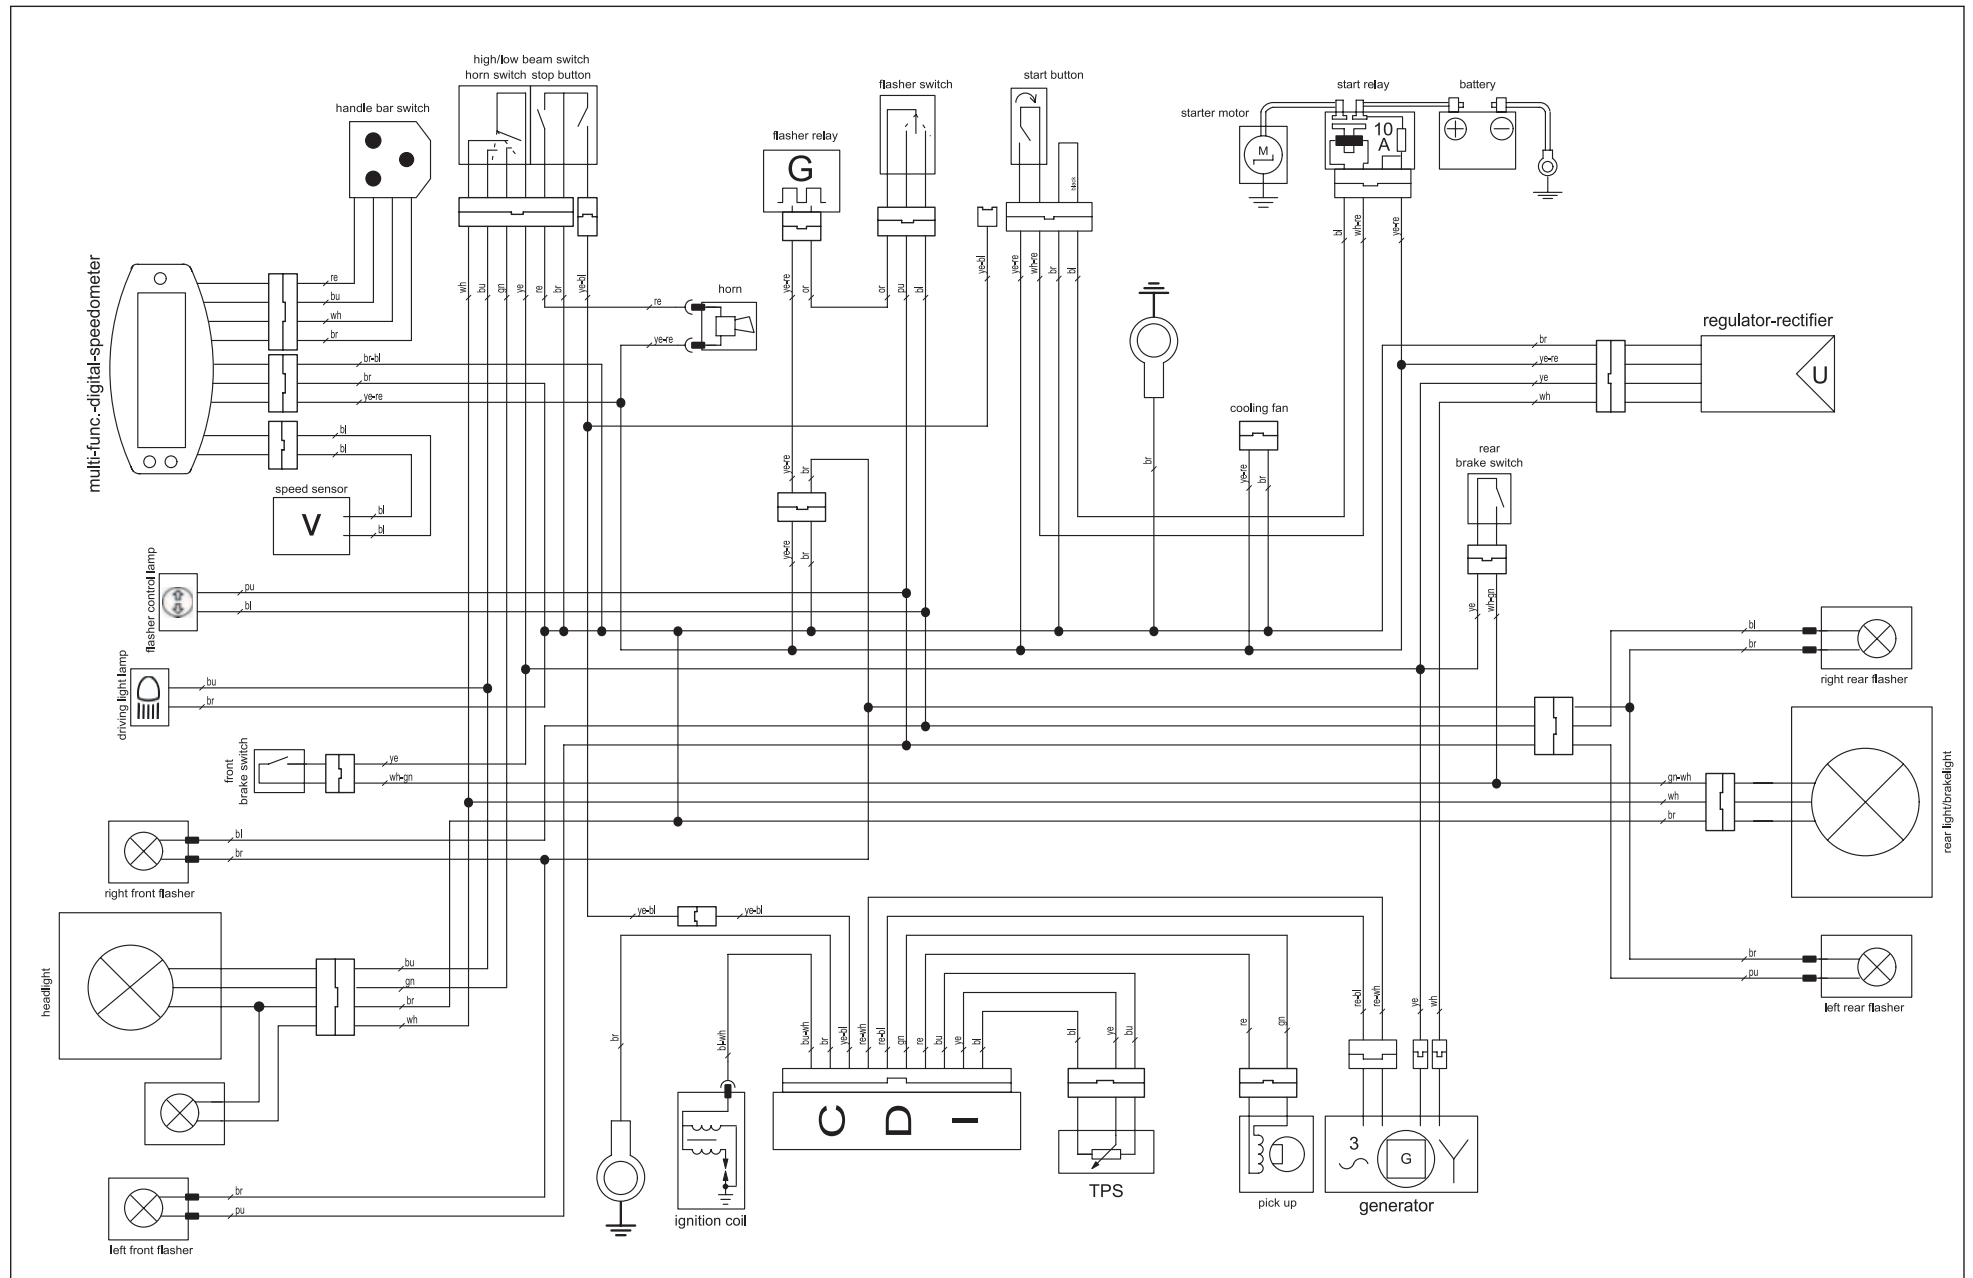 high/low beam switch
horn switch stop button
flasher switch
start button
start relay
battery
handle bar switch
flasher relay
starter motor
G
M
10
A
black
re
bu
wh
br
wh
bu
gn
ye
re
br
ye-bl
ye-re
or
or
pu
bl
ye-bl
ye-re
wh-re
br
bl
bl
wh-re
ye-re
multi-func.-digital-speedometer
horn
re
ye-re
br-bl
br
ye-re
bl
bl
regulator-rectifier
br
ye-re
ye
wh
U
cooling fan
ye-re
br
br
rear
brake switch
ye
wh-gn
speed sensor
V
bl
bl
ye-re
br
ye-re
br
flasher control lamp
pu
bl
driving light lamp
bu
br
front
brake switch
ye
wh-gn
bl
br
right rear flasher
gn-wh
wh
br
rear light/brakelight
bl
br
right front flasher
headlight
bu
gn
br
wh
ye-bl
ye-bl
br
bl-wh
bu-wh
br
ye-bl
re-wh
re-bl
gn
re
bu
ye
bl
bl
ye
bu
re
gn
re-bl
re-wh
ye
wh
br
pu
left rear flasher
C D I
3
G
ignition coil
TPS
pick up
generator
br
pu
left front flasher